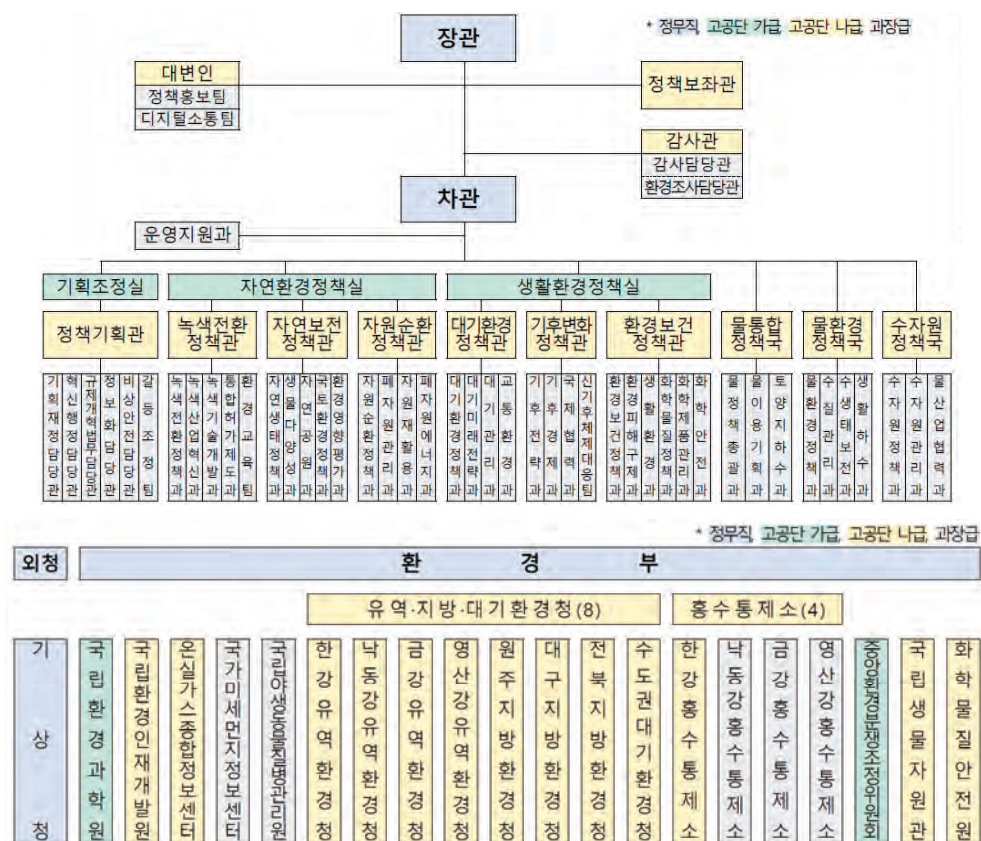 장관
* 정무직, 고공단 가급, 고공단 나급, 과장급
대변인
정책홍보팀
디지털소통팀
정책보좌관
감사관
감사담당관
환경조사담당관
차관
운영지원과
기획조정실
자연환경정책실
생활환경정책실
정책기획관
녹색전환
정책관
자연보전
정책관
자원순환
정책관
대기환경
정책관
기후변화
정책관
환경보건
정책관
물통합
정책국
물환경
정책국
수자원
정책국
기획재정담당관
혁신행정담당관
규제개혁법무담당관
정보화담당관
비상안전담당관
갈등조정팀
녹색전환정책과
녹색산업혁신과
녹색기술개발과
통합허가제도과
환경교육팀
자연생태정책과
생물다양성과
자연공원과
국토환경정책과
환경영향평가과
자원순환정책과
폐자원관리과
자원재활용과
폐자원에너지과
대기환경정책과
대기미래전략과
대기관리과
교통환경과
기후전략과
기후경제과
국제협력과
신기후체제대응팀
환경보건정책과
환경피해구제과
생활환경과
화학물질정책과
화학제품관리과
화학안전과
물정책총괄과
물이용기획과
토양지하수과
물환경정책과
수질관리과
수생태보전과
생활하수과
수자원정책과
수자원관리과
물산업협력과
* 정무직, 고공단 가급, 고공단 나급, 과장급
외청
환경부
유역·지방·대기환경청(8)
홍수통제소(4)
기상청
국립환경과학원
국립환경인재개발원
온실가스종합정보센터
국가미세먼지정보센터
국립야생동물질병관리원
한강유역환경청
낙동강유역환경청
금강유역환경청
영산강유역환경청
원주지방환경청
대구지방환경청
전북지방환경청
수도권대기환경청
한강홍수통제소
낙동강홍수통제소
금강홍수통제소
영산강홍수통제소
중앙환경분쟁조정위원회
국립생물자원관
화학물질안전원